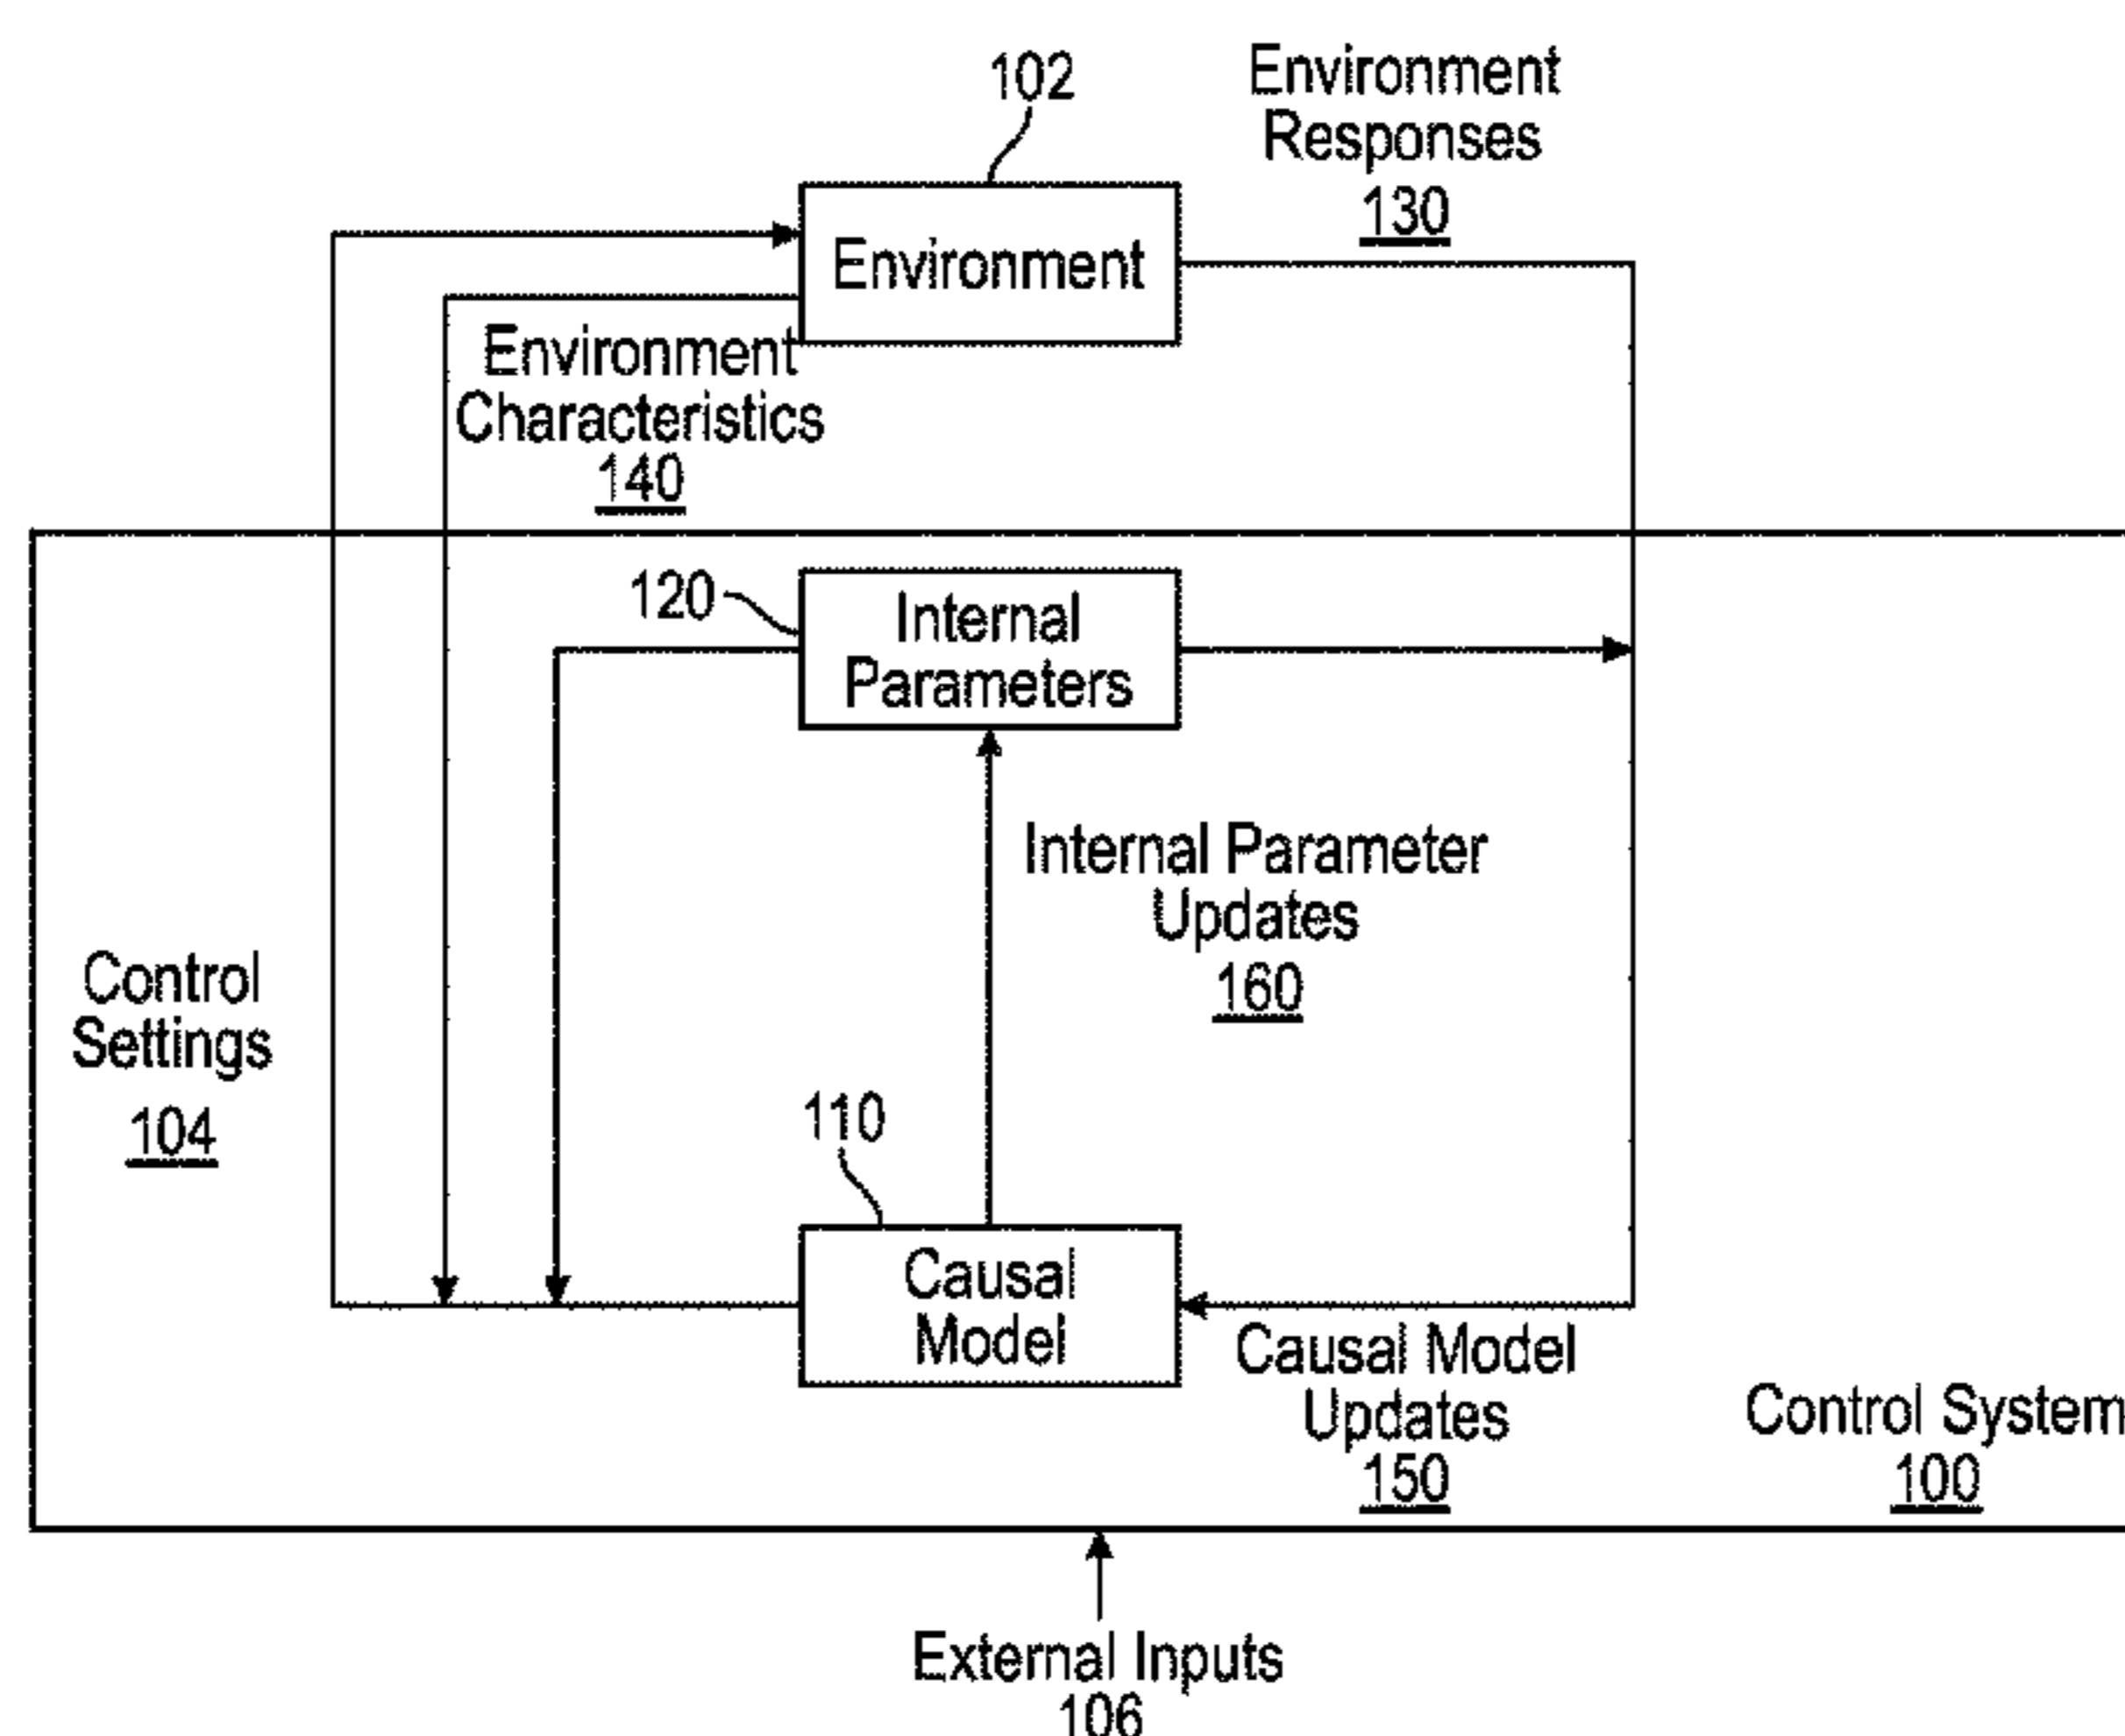 102
Environment
Responses
130
Environment
Environment
Characteristics
140
120
Internal
Parameters
Internal Parameter
Updates
160
Control
Settings
104
110
Causal
Model
Causal Model
Updates
150
Control System
100
External Inputs
106